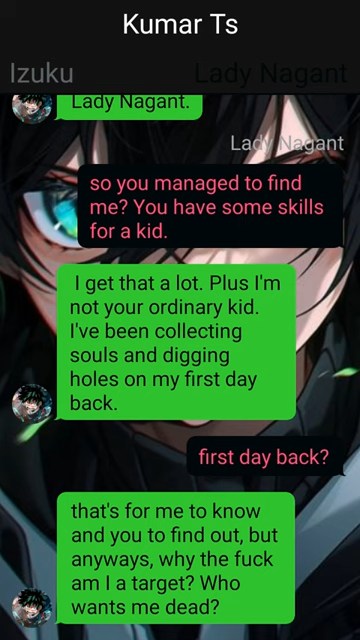 Kumar Ts
Izuku Lady Nagant
Lady Nagant.
Lady Nagant
so you managed to find
me? You have some skills
for a kid.
I get that a lot. Plus I'm
not your ordinary kid.
I've been collecting
souls and digging
holes on my first day
back.
first day back?
that's for me to know
and you to find out, but
anyways, why the fuck
am I a target? Who
wants me dead?